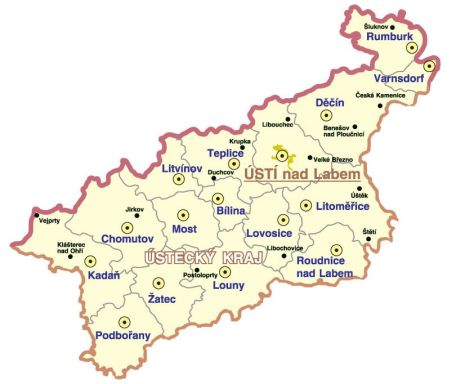 Šluknov
Rumburk
Varnsdorf
Česká Kamenice
Děčín
Libouchec
Benešov
nad Ploučnicí
Krupka
Teplice
Velké Březno
ÚSTÍ nad Labem
Litvínov
Duchcov
Úštěk
Bílina
Litoměřice
Vejprty
Jirkov
Most
Lovosice
Chomutov
Štětí
Klášterec
nad Ohří
ÚSTECKÝ KRAJ
Libochovice
Roudnice
nad Labem
Kadaň
Postoloprty
Louny
Žatec
Podbořany